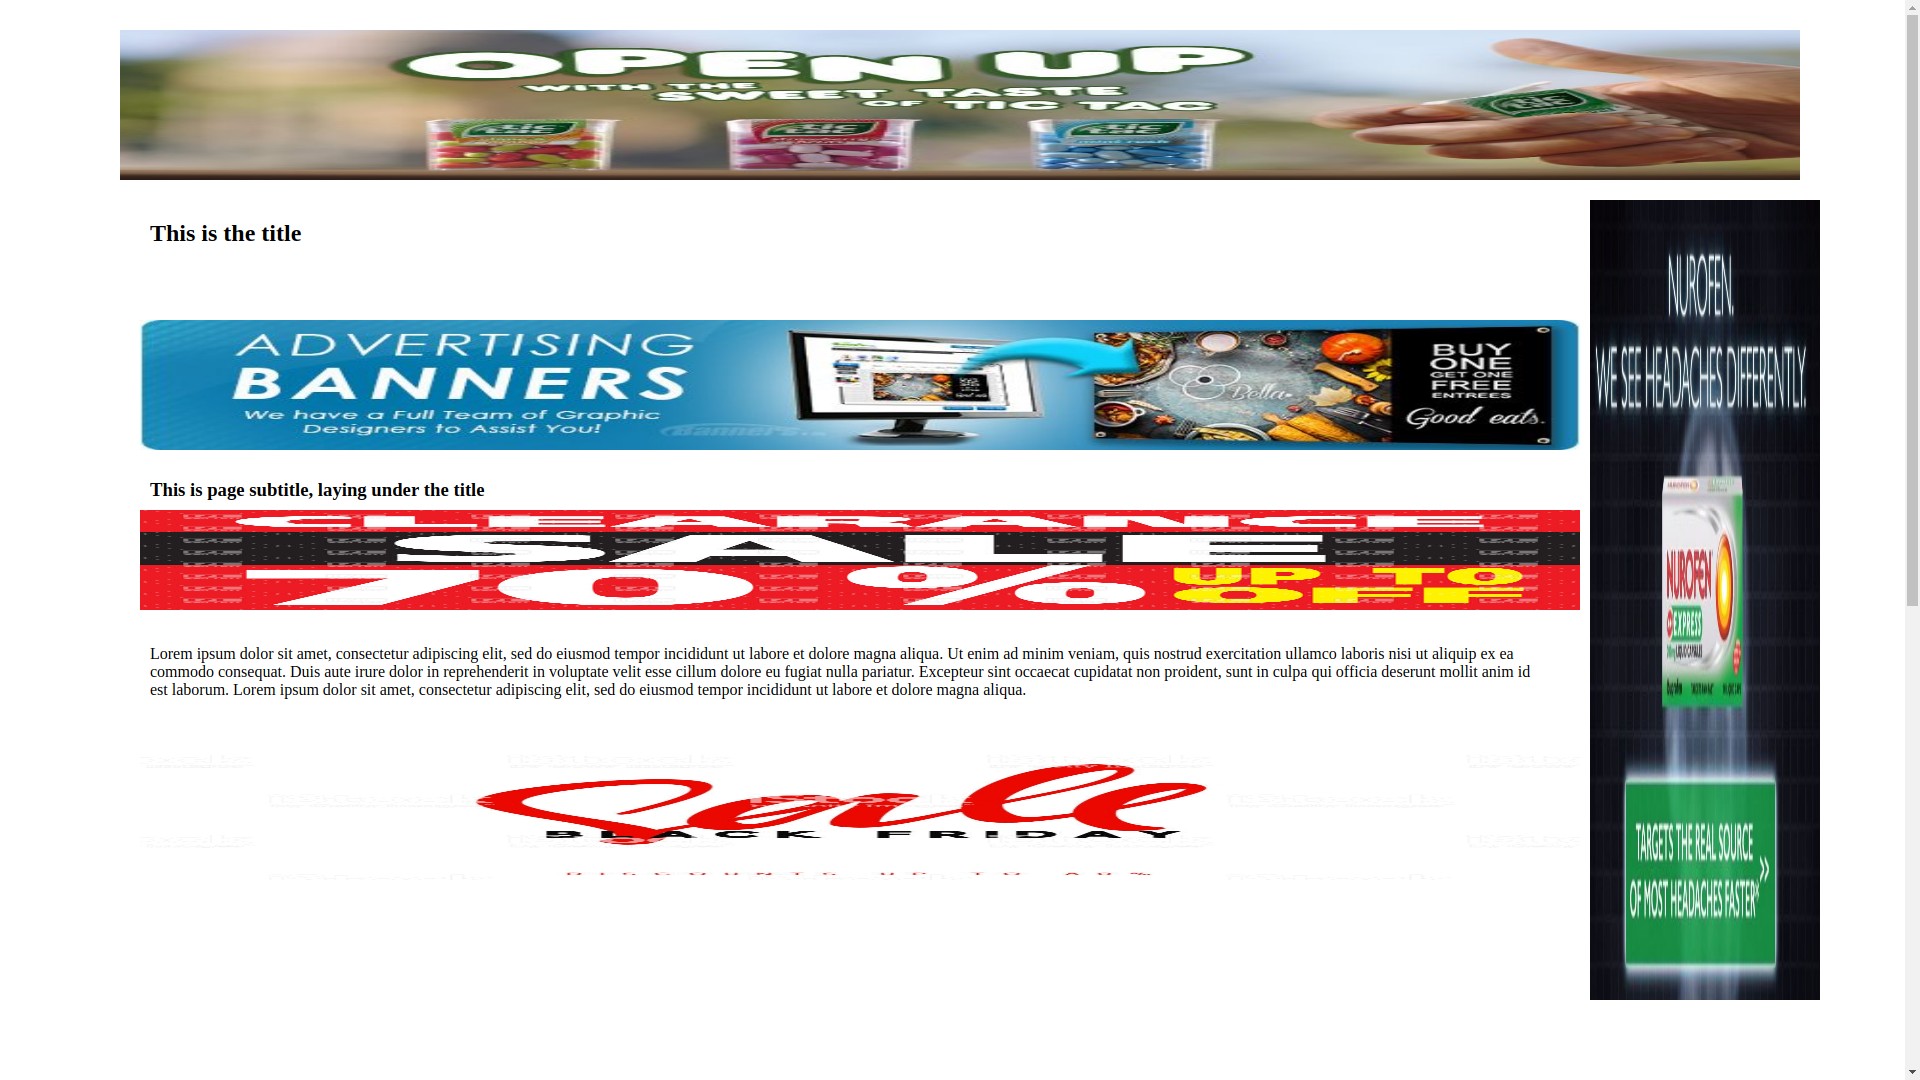 OPEN UP
WITH THE
SWEET TASTE
OF TIC TAC
tic tac
tic tac
tic tac
tic tac
This is the title
ADVERTISING
BANNERS
We have a Full Team of Graphic
Designers to Assist You!
Bella
BUY
ONE
GET ONE
FREE
ENTREES
Good eats.
This is page subtitle, laying under the title
CLEARANCE
SALE
70% UP TO
OFF
Lorem ipsum dolor sit amet, consectetur adipiscing elit, sed do eiusmod tempor incididunt ut labore et dolore magna aliqua. Ut enim ad minim veniam, quis nostrud exercitation ullamco laboris nisi ut aliquip ex ea
commodo consequat. Duis aute irure dolor in reprehenderit in voluptate velit esse cillum dolore eu fugiat nulla pariatur. Excepteur sint occaecat cupidatat non proident, sunt in culpa qui officia deserunt mollit anim id
est laborum. Lorem ipsum dolor sit amet, consectetur adipiscing elit, sed do eiusmod tempor incididunt ut labore et dolore magna aliqua.
Sale
BLACK FRIDAY
NUROFEN.
WE SEE HEADACHES DIFFERENTLY.
NUROFEN
EXPRESS
TARGETS THE REAL SOURCE
OF MOST HEADACHES FASTER* »